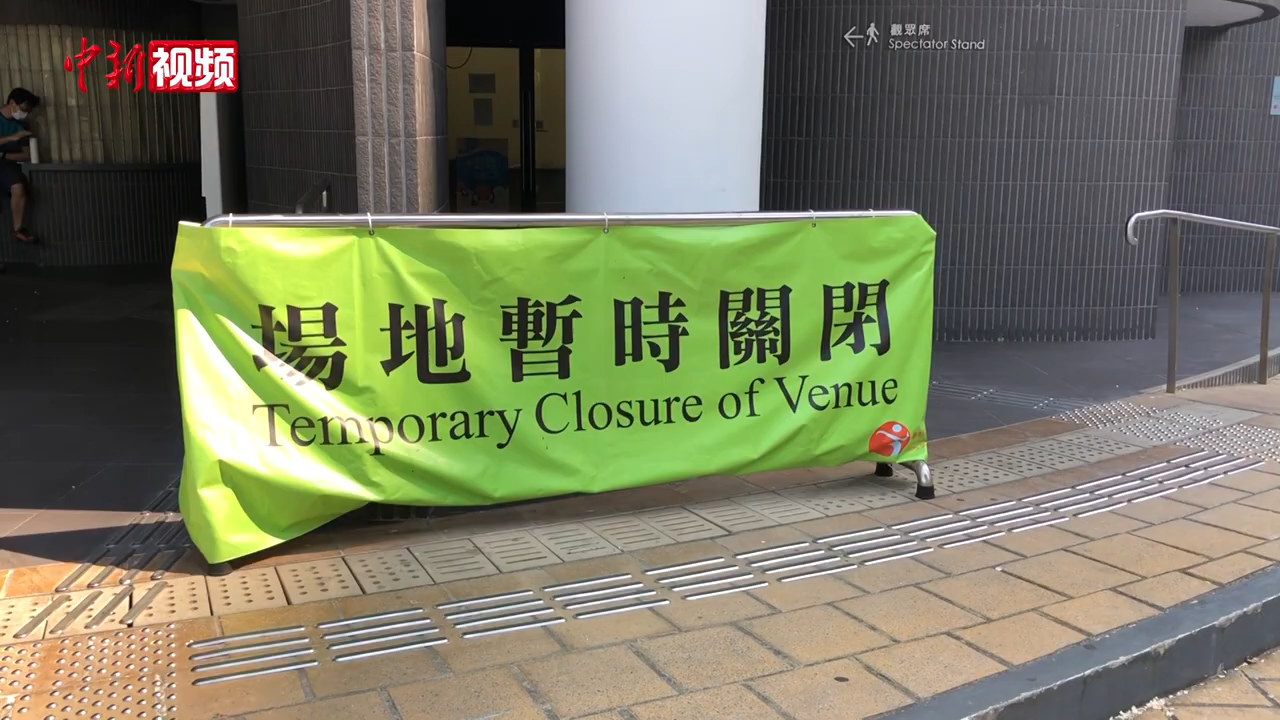 中新视频
觀眾席
Spectator Stand
場地暫時關閉
Temporary Closure of Venue